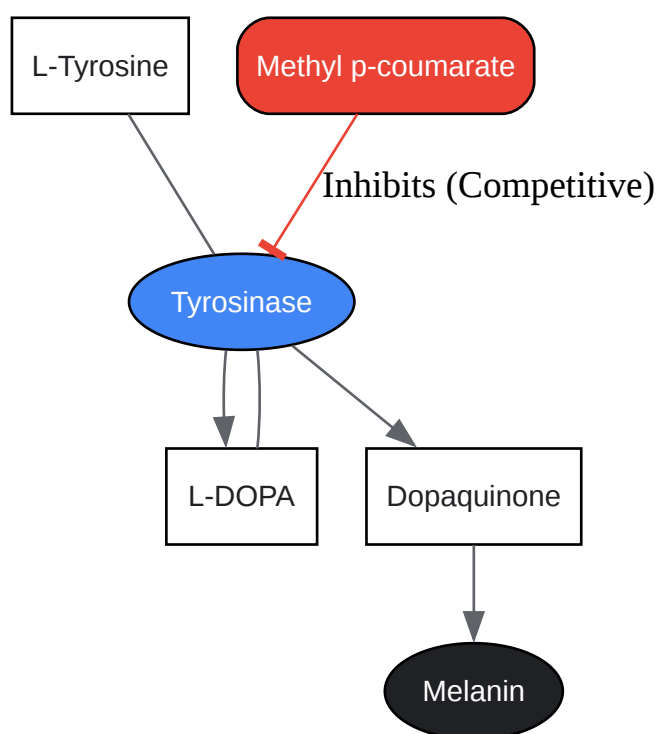 L-Tyrosine
Methyl p-coumarate
Inhibits (Competitive)
Tyrosinase
L-DOPA
Dopaquinone
Melanin